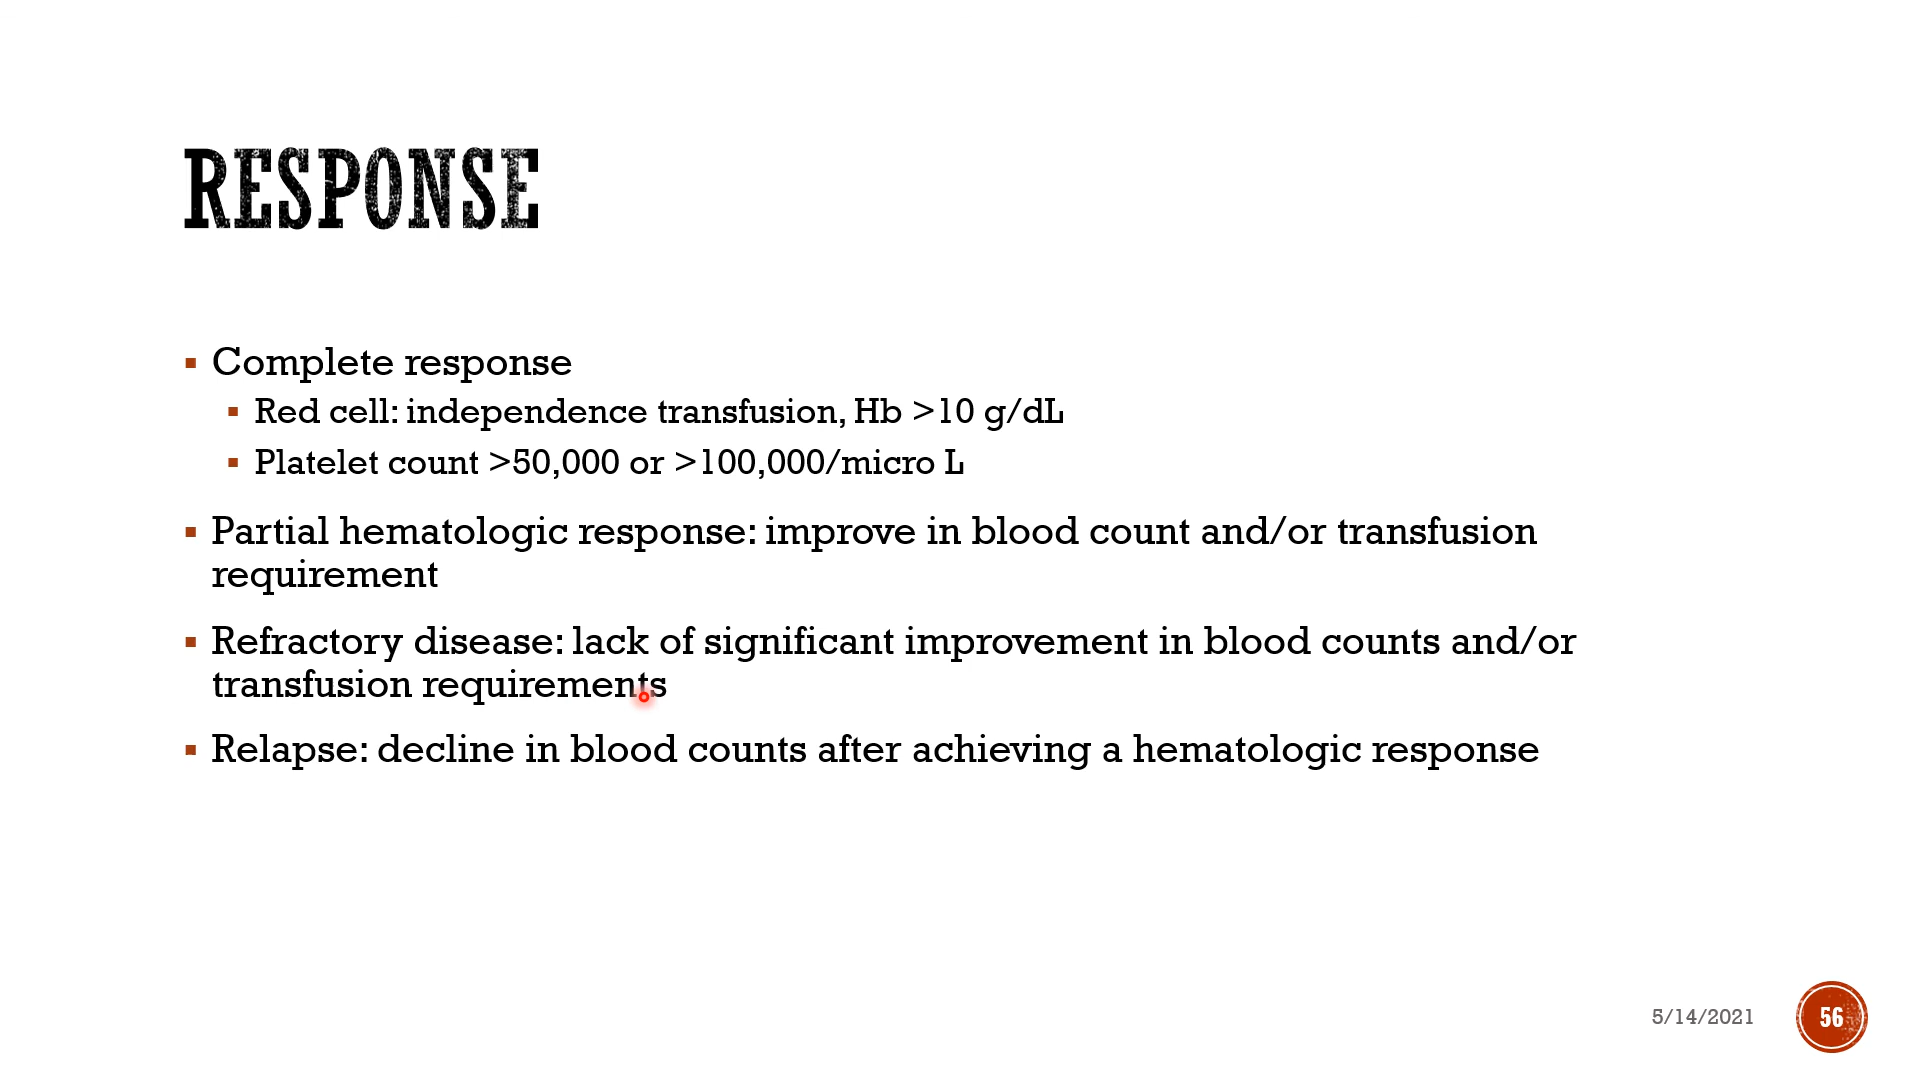 RESPONSE
Complete response
Red cell: independence transfusion, Hb >10 g/dL
Platelet count >50,000 or >100,000/micro L
Partial hematologic response: improve in blood count and/or transfusion
requirement
Refractory disease: lack of significant improvement in blood counts and/or
transfusion requirements
Relapse: decline in blood counts after achieving a hematologic response
5/14/2021
56